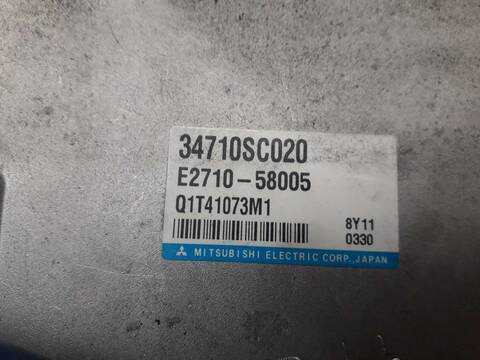 34710SC020
E2710-58005
Q1T41073M1
8Y11
0330
MITSUBISHI ELECTRIC CORP., JAPAN